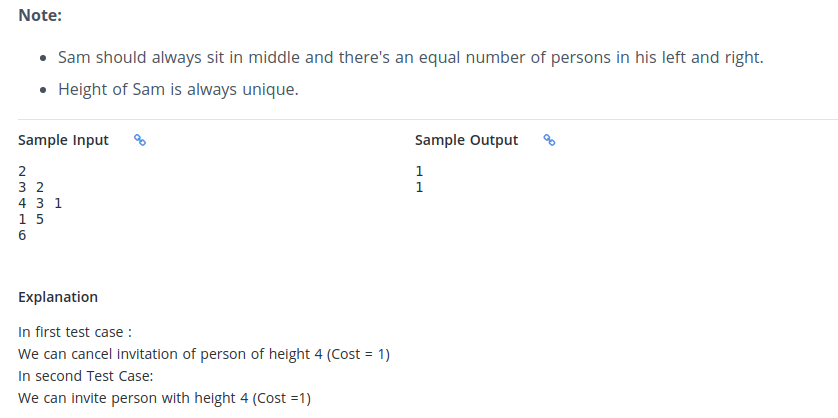 Note:
Sam should always sit in middle and there's an equal number of persons in his left and right.
Height of Sam is always unique.
Sample Input
Sample Output
2
3 2
4 3 1
1 5
6
1
1
Explanation
In first test case :
We can cancel invitation of person of height 4 (Cost = 1)
In second Test Case:
We can invite person with height 4 (Cost =1)